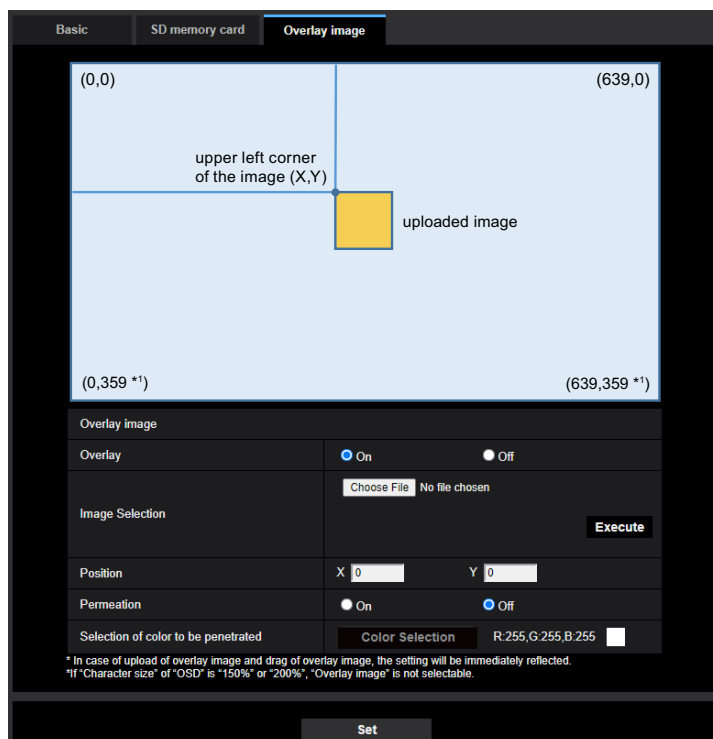 Basic SD memory card Overlay image
(0,0) (639,0)
upper left corner
of the image (X,Y)
uploaded image
(0,359 *1) (639,359 *1)
Overlay image
Overlay On Off
Choose File No file chosen
Image Selection
Execute
Position X 0 Y 0
Permeation On Off
Selection of color to be penetrated Color Selection R:255,G:255,B:255
* In case of upload of overlay image and drag of overlay image, the setting will be immediately reflected.
*If “Character size” of “OSD” is “150%” or “200%”, “Overlay image” is not selectable.
Set